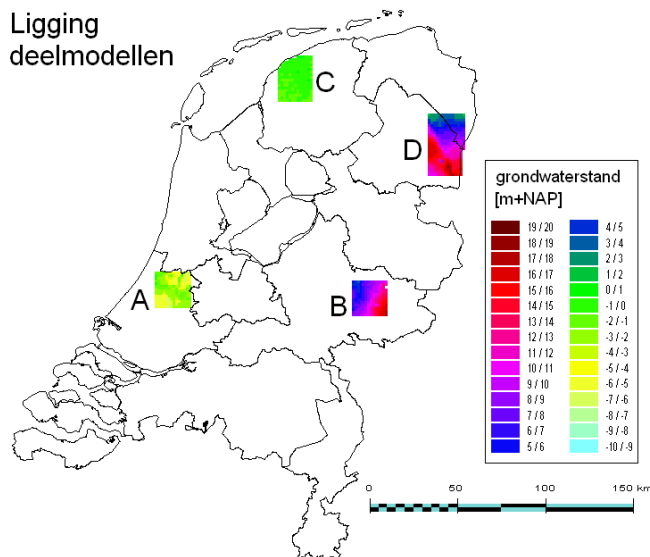 Ligging
deelmodellen
C
D
A
B
grondwaterstand
[m+NAP]
19 / 20
18 / 19
17 / 18
16 / 17
15 / 16
14 / 15
13 / 14
12 / 13
11 / 12
10 / 11
9 / 10
8 / 9
7 / 8
6 / 7
5 / 6
4 / 5
3 / 4
2 / 3
1 / 2
0 / 1
-1 / 0
-2 / -1
-3 / -2
-4 / -3
-5 / -4
-6 / -5
-7 / -6
-8 / -7
-9 / -8
-10 / -9
0 50 100 150 km